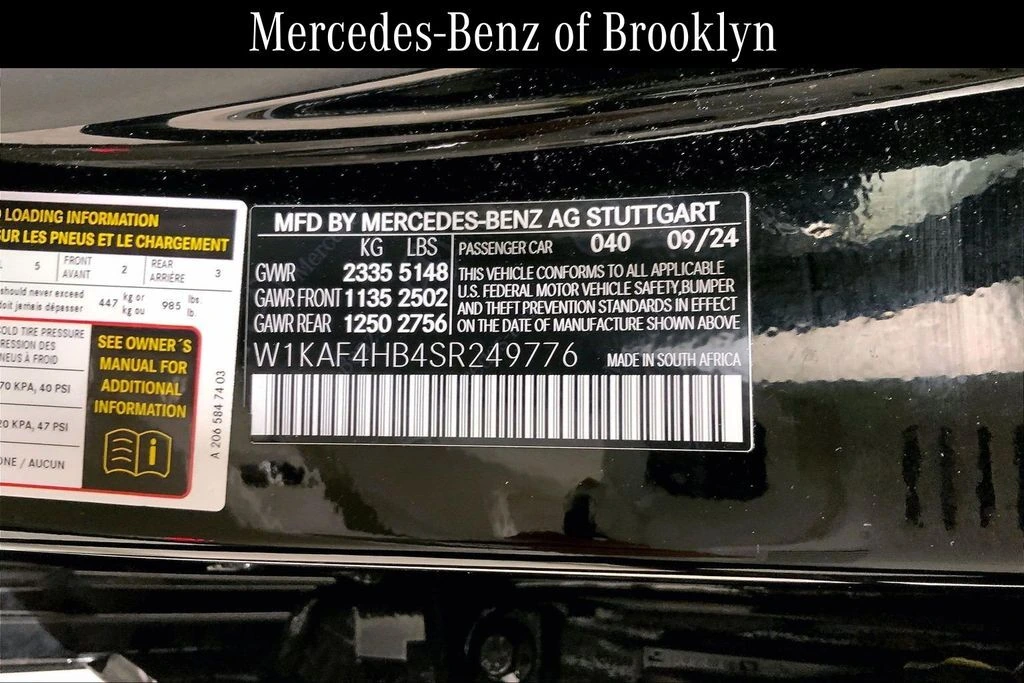 Mercedes-Benz of Brooklyn
LOADING INFORMATION
SUR LES PNEUS ET LE CHARGEMENT
5 FRONT AVANT 2 REAR ARRIÈRE 3
should never exceed
doit jamais dépasser
447 kg or kg ou 985 lbs. lb.
COLD TIRE PRESSURE
PRESSION DES
PNEUS À FROID
70 KPA, 40 PSI
20 KPA, 47 PSI
ONE / AUCUN
SEE OWNER´S
MANUAL FOR
ADDITIONAL
INFORMATION
A 206 584 74 03
MFD BY MERCEDES-BENZ AG STUTTGART
KG LBS
GVWR 2335 5148
GAWR FRONT 1135 2502
GAWR REAR 1250 2756
PASSENGER CAR 040 09/24
THIS VEHICLE CONFORMS TO ALL APPLICABLE
U.S. FEDERAL MOTOR VEHICLE SAFETY,BUMPER
AND THEFT PREVENTION STANDARDS IN EFFECT
ON THE DATE OF MANUFACTURE SHOWN ABOVE
W1KAF4HB4SR249776 MADE IN SOUTH AFRICA